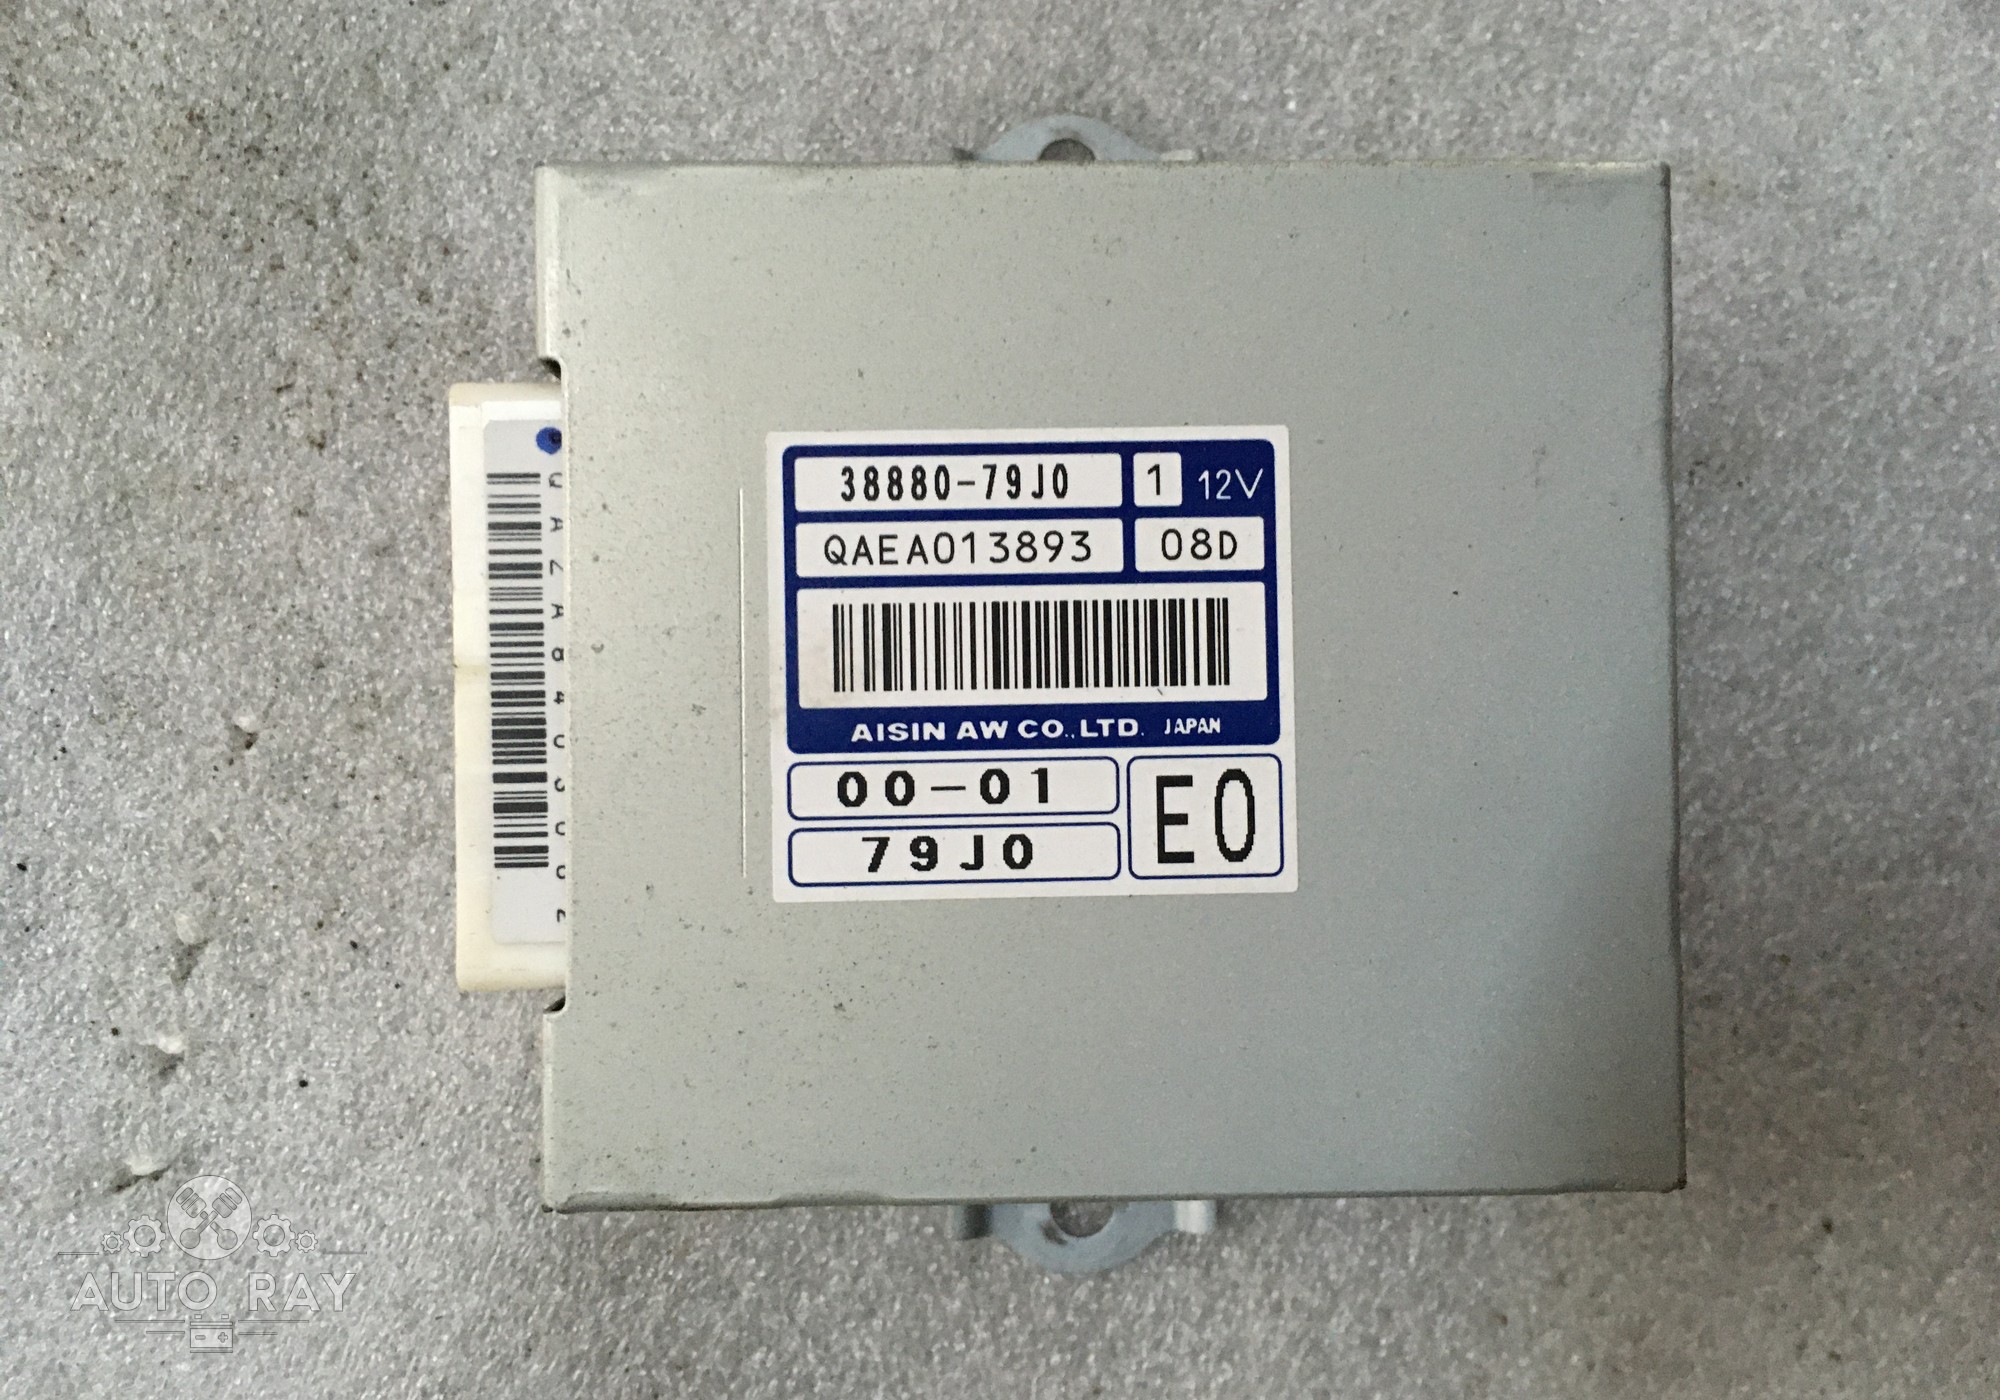 38880-79J0 1 12V
QAEA013893 08D
AISIN AW CO.,LTD. JAPAN
00-01
79J0 E0
AUTO RAY